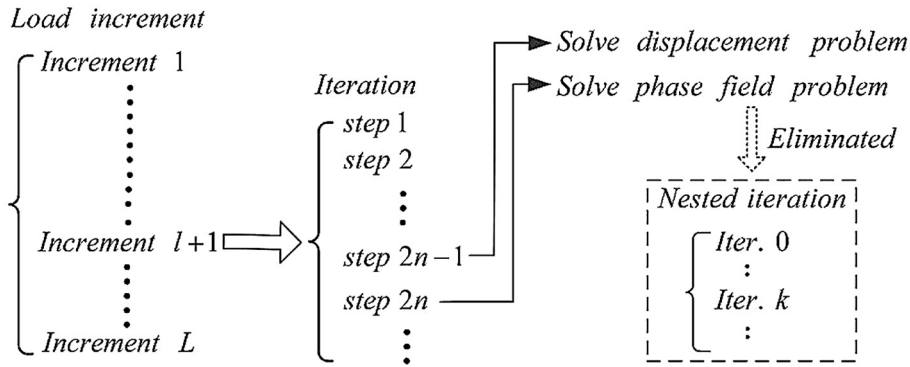 Load increment
Increment 1
Increment l+1
Increment L
Iteration
step 1
step 2
step 2n−1
step 2n
Solve displacement problem
Solve phase field problem
Eliminated
Nested iteration
Iter. 0
Iter. k